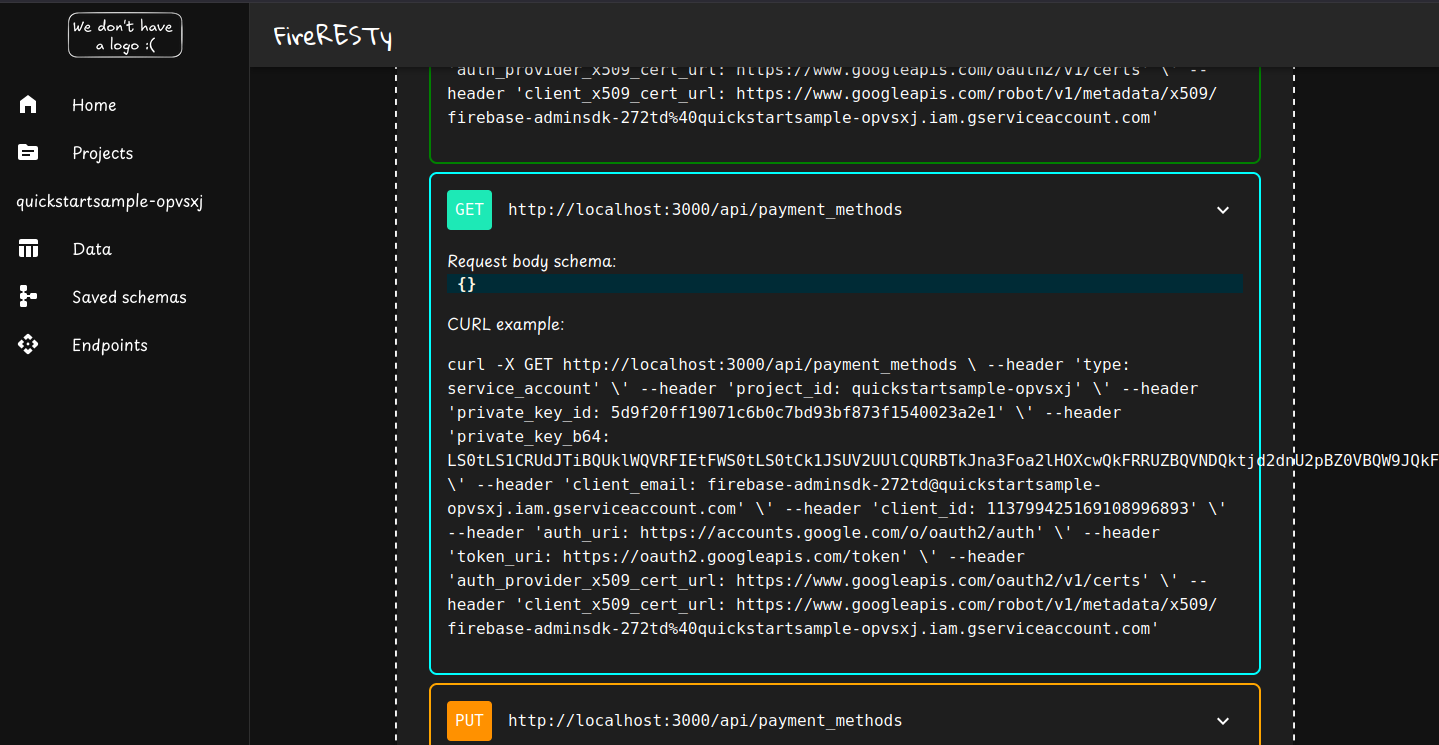 We don't have
a logo :(
FireRESTy
Home
Projects
quickstartsample-opvsxj
Data
Saved schemas
Endpoints
'auth_provider_x509_cert_url: https://www.googleapis.com/oauth2/v1/certs' \' --
header 'client_x509_cert_url: https://www.googleapis.com/robot/v1/metadata/x509/
firebase-adminsdk-272td%40quickstartsample-opvsxj.iam.gserviceaccount.com'
GET http://localhost:3000/api/payment_methods
Request body schema:
{}
CURL example:
curl -X GET http://localhost:3000/api/payment_methods \ --header 'type:
service_account' \' --header 'project_id: quickstartsample-opvsxj' \' --header
'private_key_id: 5d9f20ff19071c6b0c7bd93bf873f1540023a2e1' \' --header
'private_key_b64:
LS0tLS1CRUdJTiBQUklWQVRFIEtFWS0tLS0tCk1JSUV2UUlCQURBTkJna3Foa2lHOXcwQkFRRUZBQVNDQktjd2dnU2pBZ0VBQW9JQkF
\' --header 'client_email: firebase-adminsdk-272td@quickstartsample-
opvsxj.iam.gserviceaccount.com' \' --header 'client_id: 113799425169108996893' \'
--header 'auth_uri: https://accounts.google.com/o/oauth2/auth' \' --header
'token_uri: https://oauth2.googleapis.com/token' \' --header
'auth_provider_x509_cert_url: https://www.googleapis.com/oauth2/v1/certs' \' --
header 'client_x509_cert_url: https://www.googleapis.com/robot/v1/metadata/x509/
firebase-adminsdk-272td%40quickstartsample-opvsxj.iam.gserviceaccount.com'
PUT http://localhost:3000/api/payment_methods